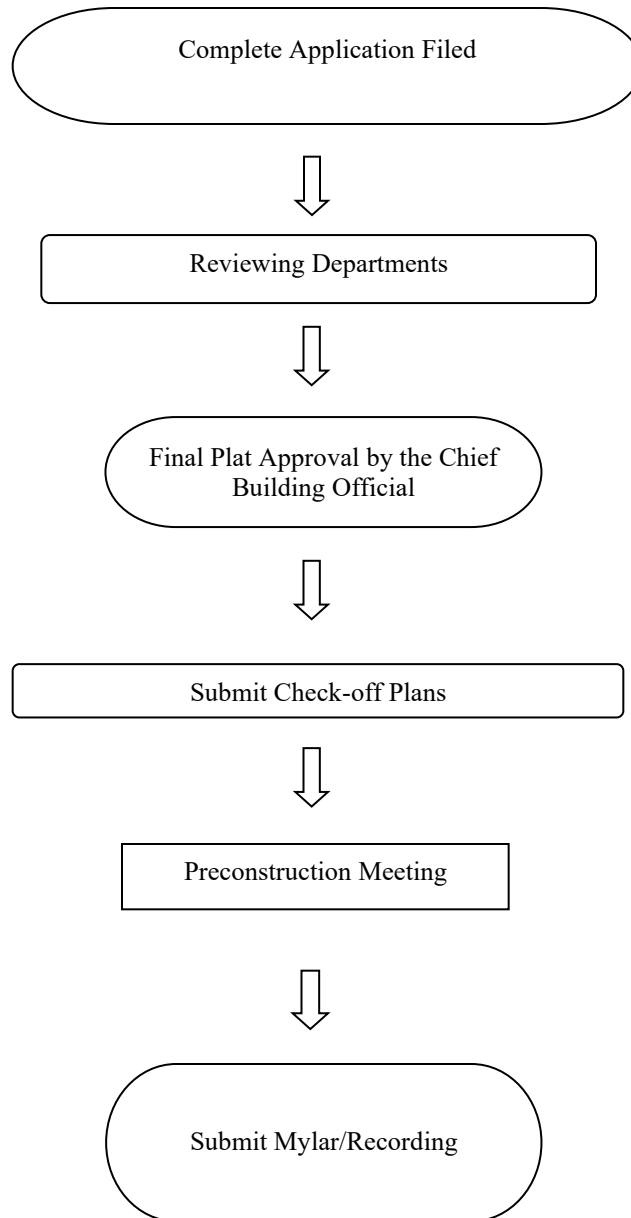 Complete Application Filed
Reviewing Departments
Final Plat Approval by the Chief
Building Official
Submit Check-off Plans
Preconstruction Meeting
Submit Mylar/Recording